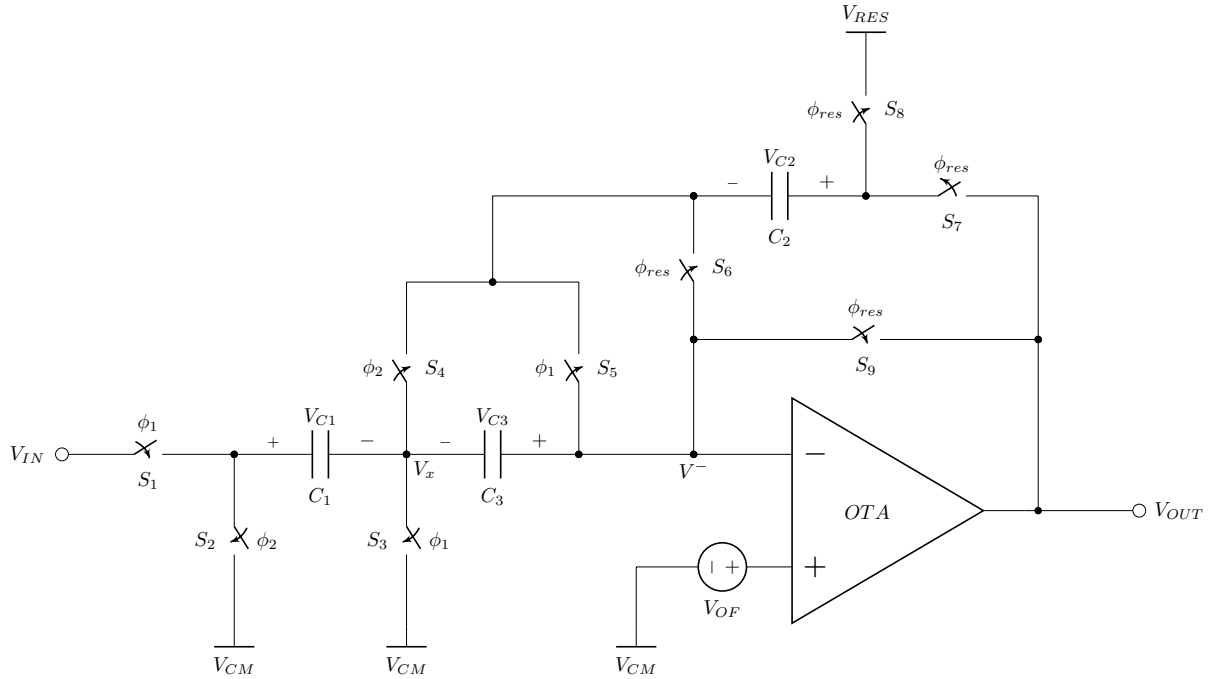 V_RES
ϕ_res S_8
V_C2
− +
ϕ_res
C_2
S_7
ϕ_res S_6
ϕ_res
S_9
ϕ_2 S_4
ϕ_1 S_5
ϕ_1
V_C1
V_C3
V_IN
+ −
− +
S_1
C_1
V_x
C_3
V^−
−
OTA
V_OUT
S_2 ϕ_2
S_3 ϕ_1
− +
+
V_OF
V_CM
V_CM
V_CM